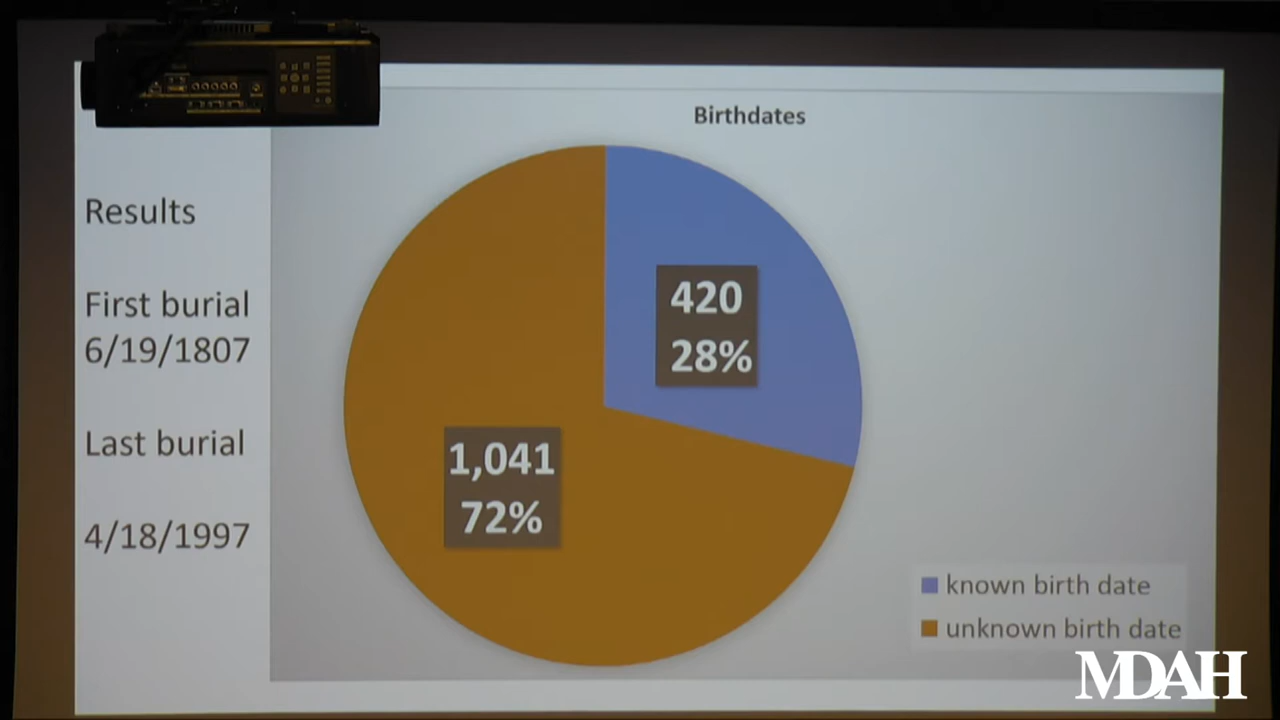 Birthdates
Results
First burial
6/19/1807
Last burial
4/18/1997
420
28%
1,041
72%
known birth date
unknown birth date
MDAH